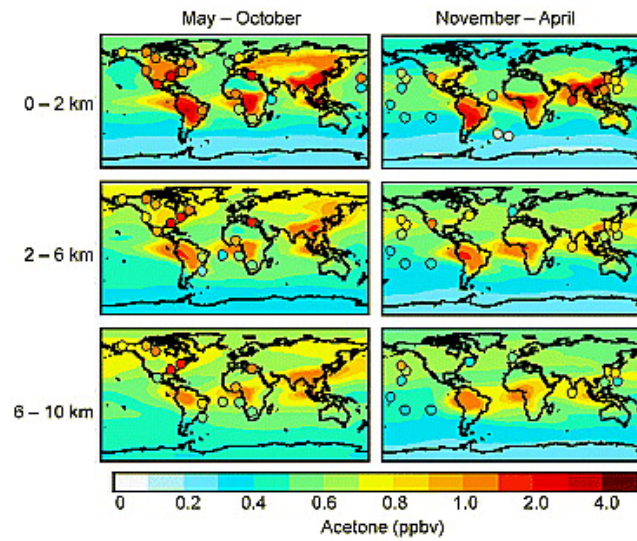 May – October
November – April
0 – 2 km
2 – 6 km
6 – 10 km
0 0.2 0.4 0.6 0.8 1.0 2.0 4.0
Acetone (ppbv)